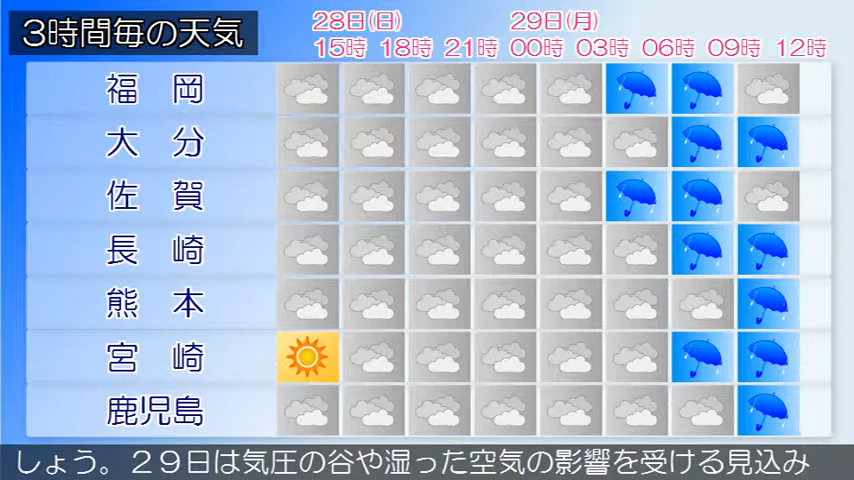 3時間毎の天気
28日(日) 29日(月)
15時 18時 21時 00時 03時 06時 09時 12時
福 岡
大 分
佐 賀
長 崎
熊 本
宮 崎
鹿児島
しょう。２９日は気圧の谷や湿った空気の影響を受ける見込み